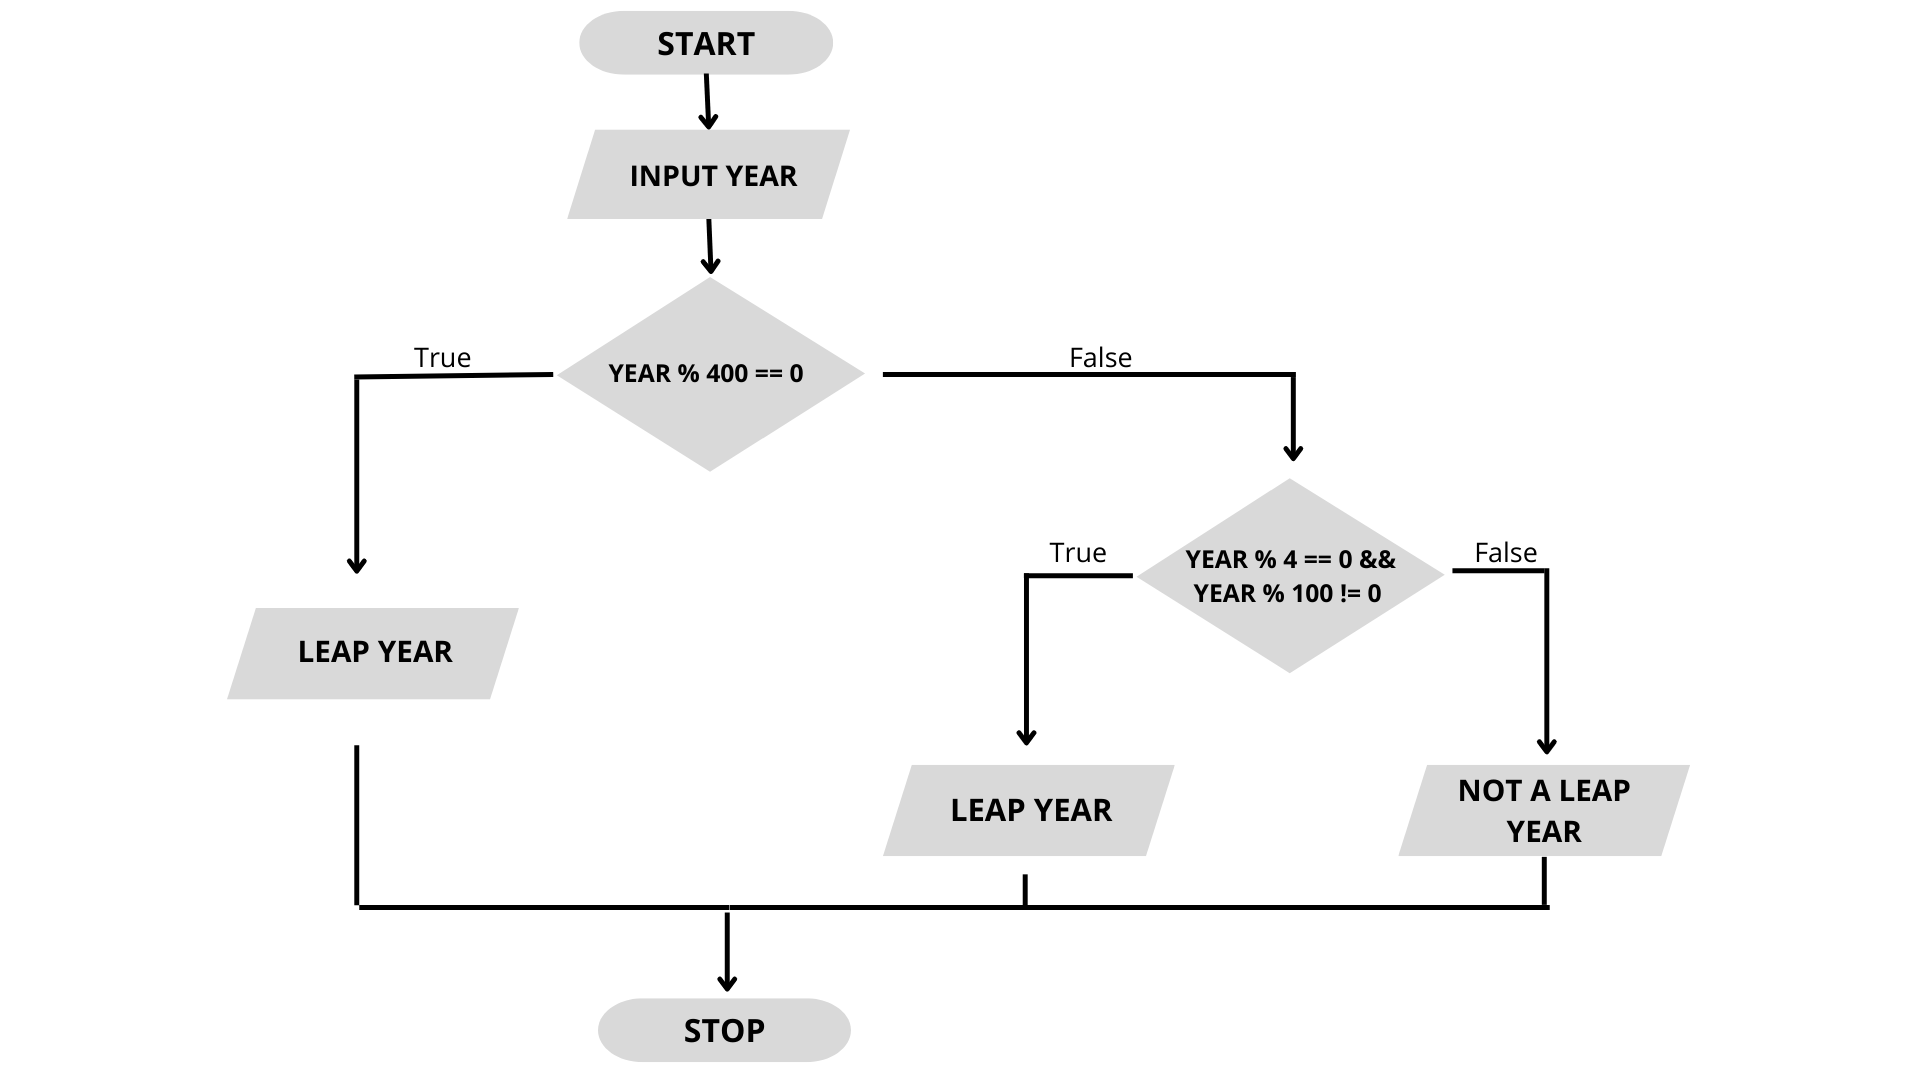 START
INPUT YEAR
True
YEAR % 400 == 0
False
True
YEAR % 4 == 0 &&
YEAR % 100 != 0
False
LEAP YEAR
LEAP YEAR
NOT A LEAP
YEAR
STOP